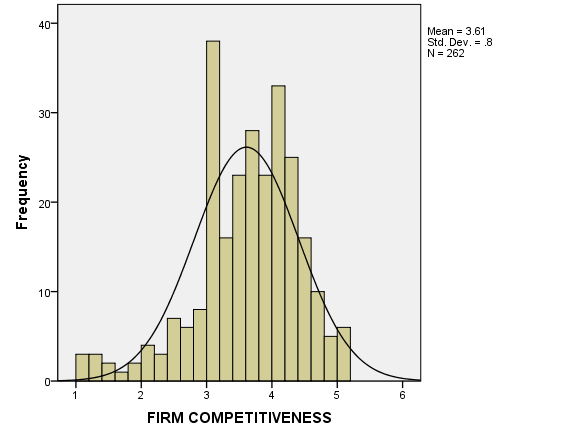 Mean = 3.61
Std. Dev. = .8
N = 262
40
30
20
10
0
Frequency
1 2 3 4 5 6
FIRM COMPETITIVENESS